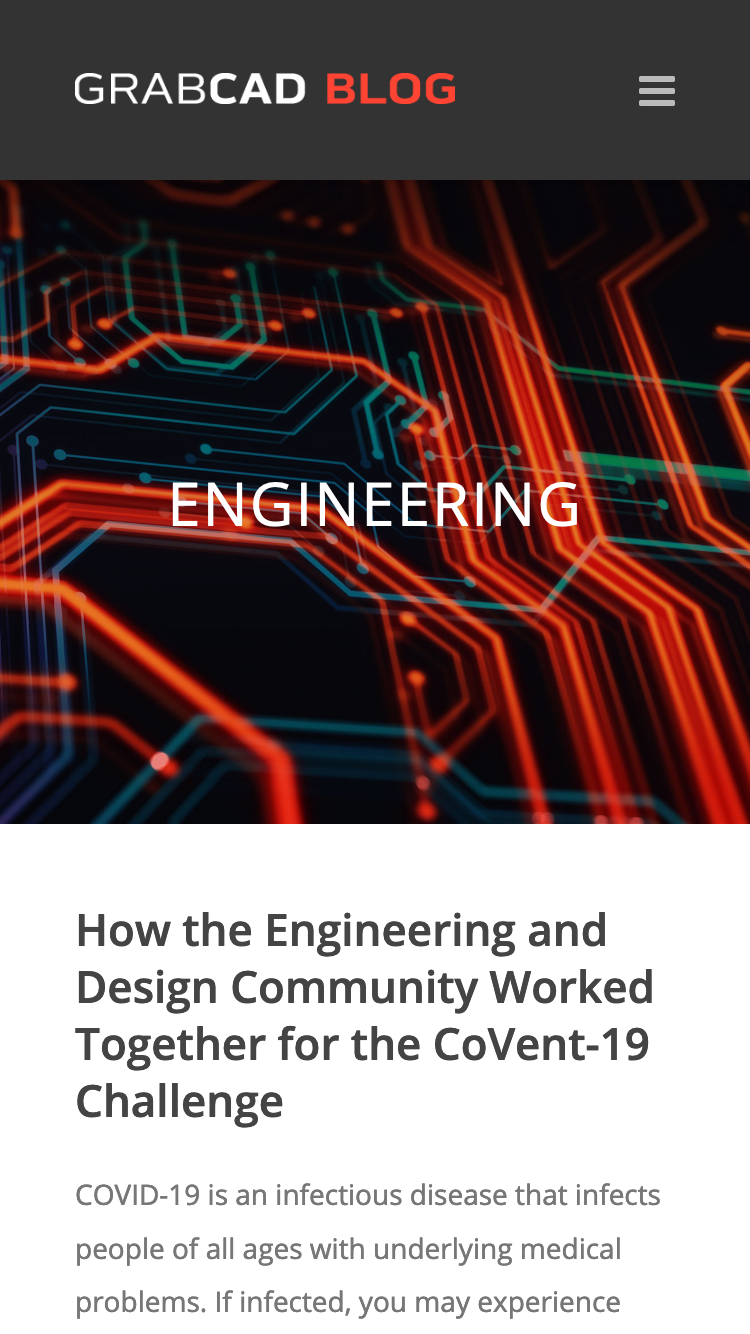 GRABCAD BLOG
ENGINEERING
How the Engineering and
Design Community Worked
Together for the CoVent-19
Challenge
COVID-19 is an infectious disease that infects
people of all ages with underlying medical
problems. If infected, you may experience